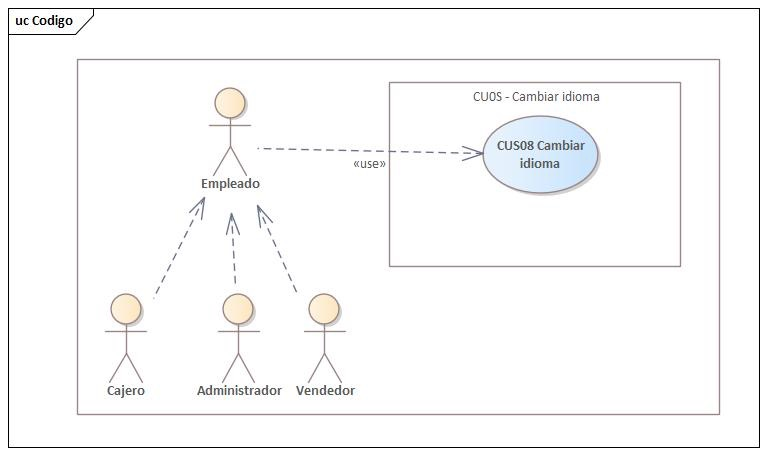 uc Codigo
CU0S - Cambiar idioma
CUS08 Cambiar
idioma
«use»
Empleado
Cajero
Administrador
Vendedor